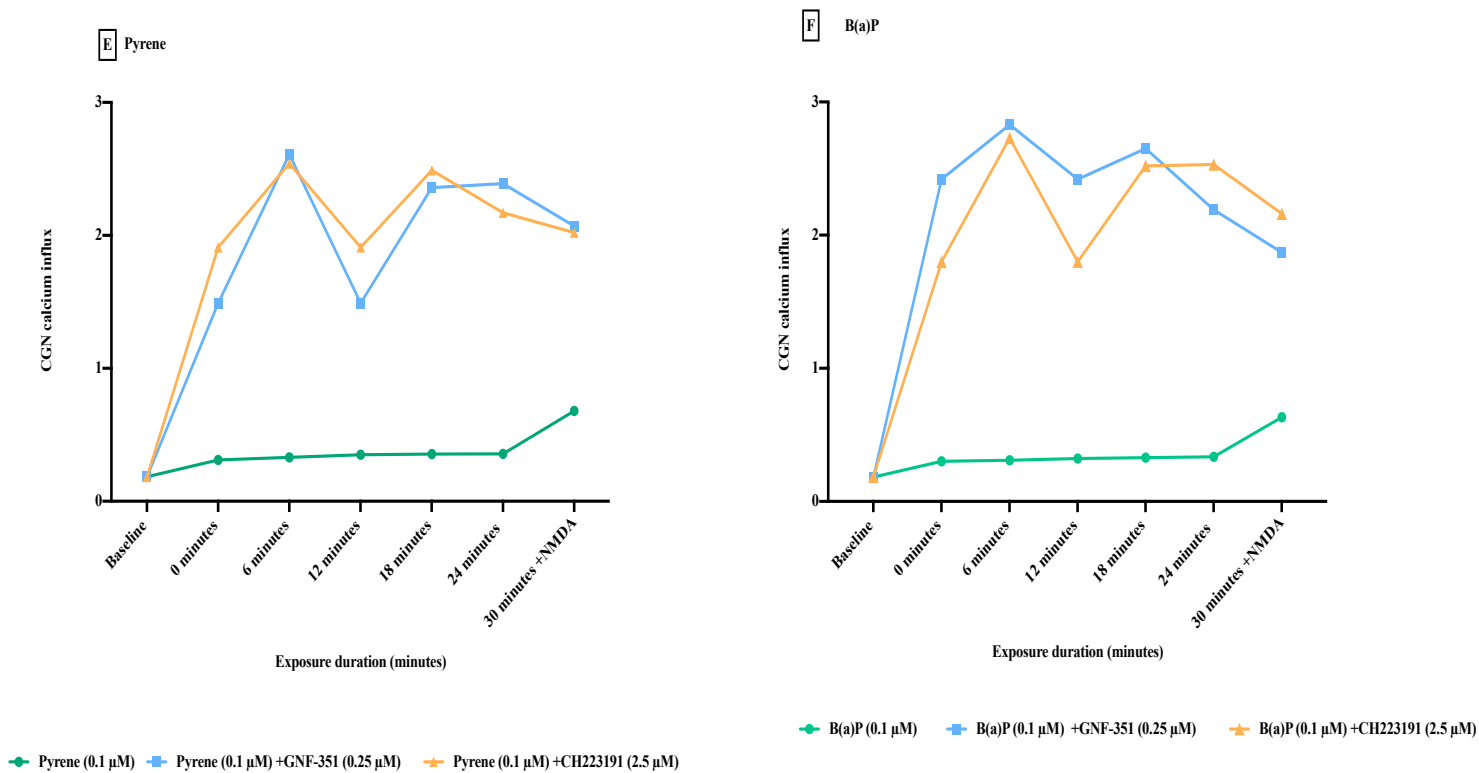 E Pyrene
3
2
1
0
CGN calcium influx
Baseline
0 minutes
6 minutes
12 minutes
18 minutes
24 minutes
30 minutes +NMDA
Exposure duration (minutes)
Pyrene (0.1 µM) Pyrene (0.1 µM) +GNF-351 (0.25 µM) Pyrene (0.1 µM) +CH223191 (2.5 µM)
F B(a)P
3
2
1
0
CGN calcium influx
Baseline
0 minutes
6 minutes
12 minutes
18 minutes
24 minutes
30 minutes +NMDA
Exposure duration (minutes)
B(a)P (0.1 µM) B(a)P (0.1 µM) +GNF-351 (0.25 µM) B(a)P (0.1 µM) +CH223191 (2.5 µM)